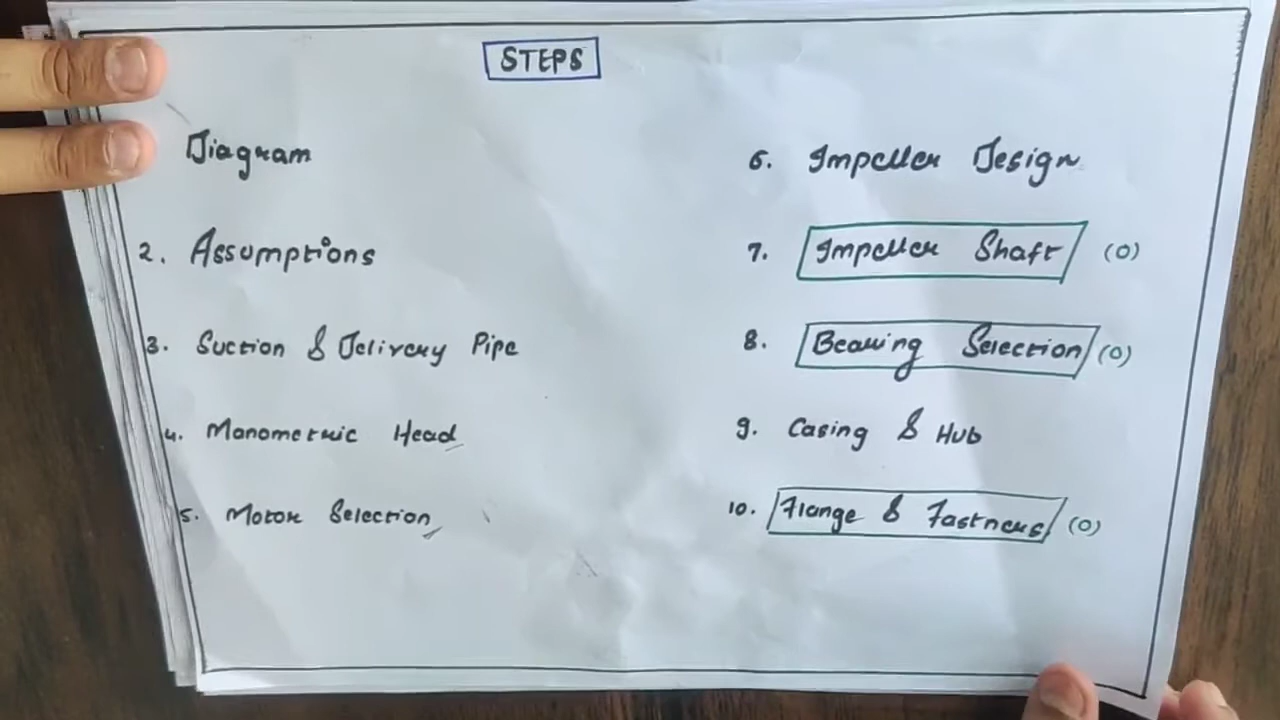 STEPS
Diagram
2. Assumptions
3. Suction & Delivery Pipe
4. Manometric Head
5. Motor Selection
6. Impeller Design
7. Impeller Shaft (0)
8. Bearing Selection (0)
9. Casing & Hub
10. Flange & Fastners (0)